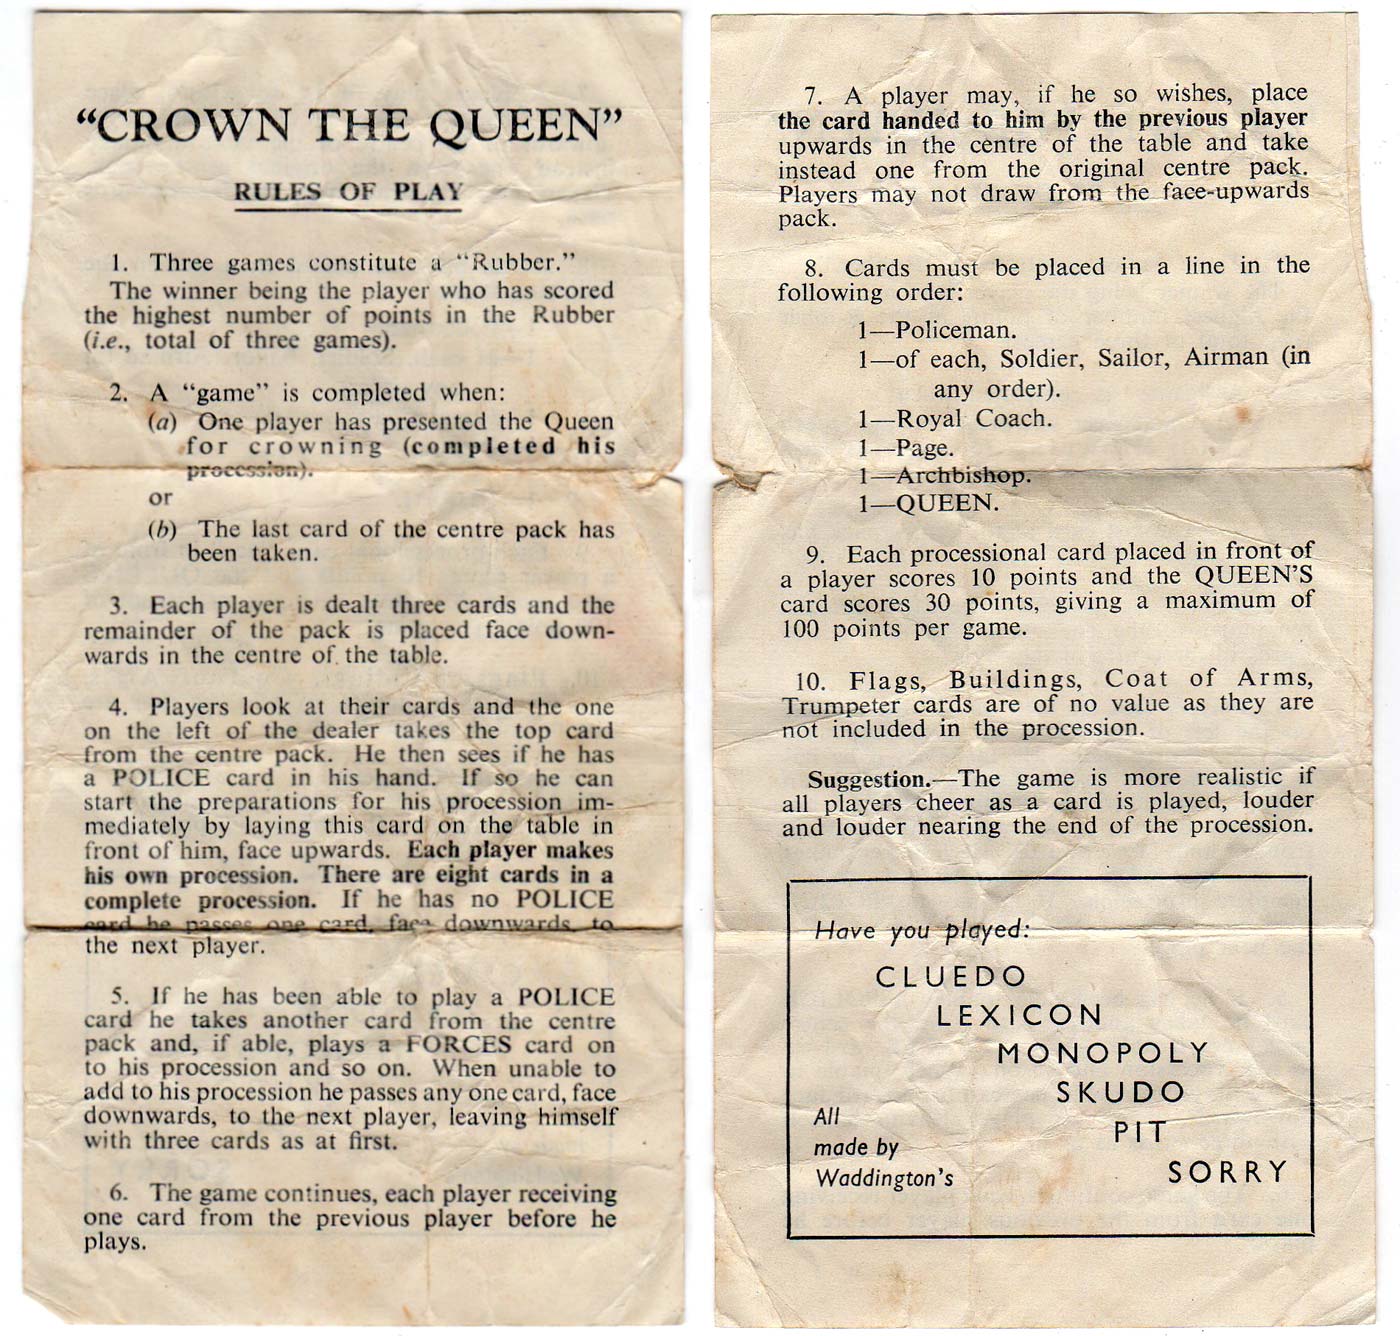 "CROWN THE QUEEN"
RULES OF PLAY
1. Three games constitute a "Rubber."
The winner being the player who has scored
the highest number of points in the Rubber
(i.e., total of three games).
2. A "game" is completed when:
(a) One player has presented the Queen
for crowning (completed his
procession).
or
(b) The last card of the centre pack has
been taken.
3. Each player is dealt three cards and the
remainder of the pack is placed face down-
wards in the centre of the table.
4. Players look at their cards and the one
on the left of the dealer takes the top card
from the centre pack. He then sees if he has
a POLICE card in his hand. If so he can
start the preparations for his procession im-
mediately by laying this card on the table in
front of him, face upwards. Each player makes
his own procession. There are eight cards in a
complete procession. If he has no POLICE
card he passes one card, face downwards, to
the next player.
5. If he has been able to play a POLICE
card he takes another card from the centre
pack and, if able, plays a FORCES card on
to his procession and so on. When unable to
add to his procession he passes any one card, face
downwards, to the next player, leaving himself
with three cards as at first.
6. The game continues, each player receiving
one card from the previous player before he
plays.
7. A player may, if he so wishes, place
the card handed to him by the previous player
upwards in the centre of the table and take
instead one from the original centre pack.
Players may not draw from the face-upwards
pack.
8. Cards must be placed in a line in the
following order:
1—Policeman.
1—of each, Soldier, Sailor, Airman (in
any order).
1—Royal Coach.
1—Page.
1—Archbishop.
1—QUEEN.
9. Each processional card placed in front of
a player scores 10 points and the QUEEN'S
card scores 30 points, giving a maximum of
100 points per game.
10. Flags, Buildings, Coat of Arms,
Trumpeter cards are of no value as they are
not included in the procession.
Suggestion.—The game is more realistic if
all players cheer as a card is played, louder
and louder nearing the end of the procession.
Have you played:
CLUEDO
LEXICON
MONOPOLY
SKUDO
PIT
SORRY
All
made by
Waddington's